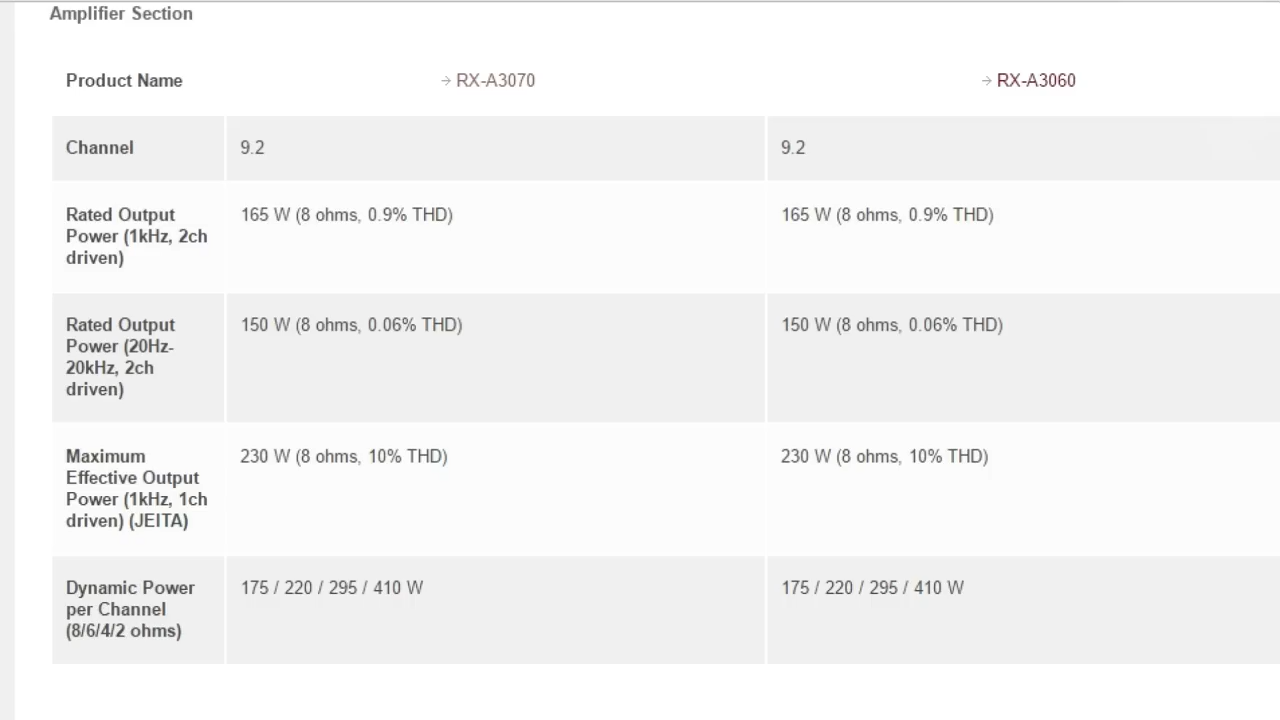 Amplifier Section
Product Name → RX-A3070 → RX-A3060
Channel 9.2 9.2
Rated Output 165 W (8 ohms, 0.9% THD) 165 W (8 ohms, 0.9% THD)
Power (1kHz, 2ch
driven)
Rated Output 150 W (8 ohms, 0.06% THD) 150 W (8 ohms, 0.06% THD)
Power (20Hz-
20kHz, 2ch
driven)
Maximum 230 W (8 ohms, 10% THD) 230 W (8 ohms, 10% THD)
Effective Output
Power (1kHz, 1ch
driven) (JEITA)
Dynamic Power 175 / 220 / 295 / 410 W 175 / 220 / 295 / 410 W
per Channel
(8/6/4/2 ohms)